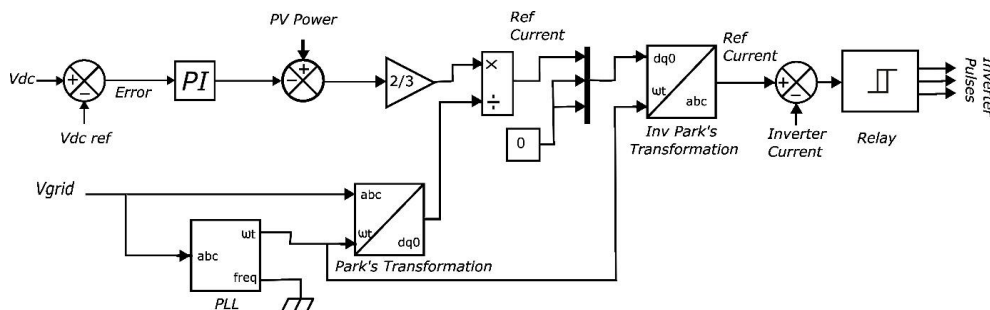 PV Power
Ref
Current
Vdc
+
−
Error
PI
−
+
2/3
×
÷
0
dq0
ωt
abc
Ref
Current
+
−
Inverter
Pulses
Vdc ref
Inv Park's
Transformation
Inverter
Current
Relay
Vgrid
abc
ωt
dq0
Park's Transformation
abc
ωt
freq
PLL